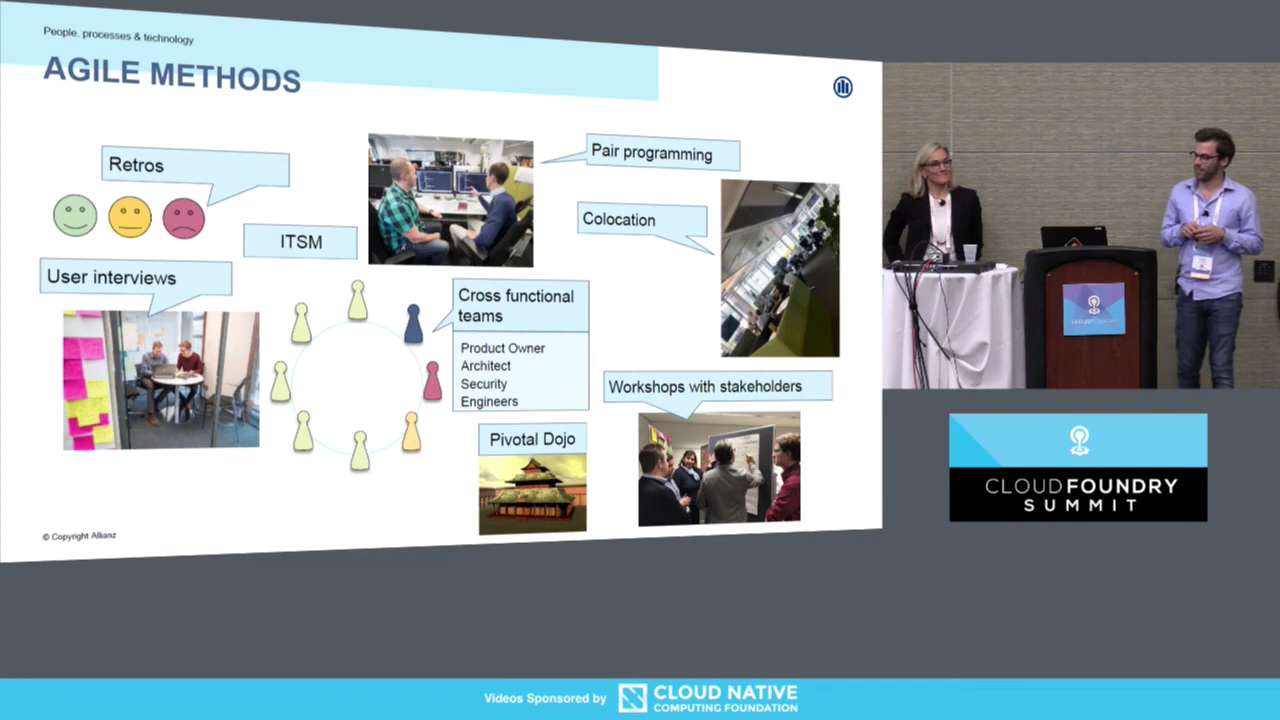 People, processes & technology
AGILE METHODS
Retros
Pair programming
Colocation
ITSM
User interviews
Cross functional
teams
Product Owner
Architect
Security
Engineers
Workshops with stakeholders
Pivotal Dojo
© Copyright Allianz
CLOUD FOUNDRY
SUMMIT
Videos Sponsored by
CLOUD NATIVE
COMPUTING FOUNDATION